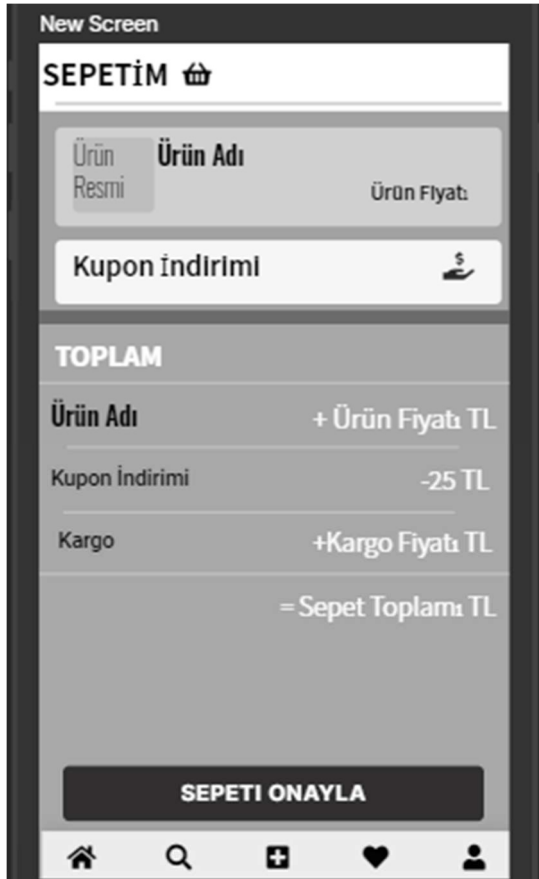 New Screen
SEPETİM
Ürün Adı
Ürün
Resmi
Ürün Fiyatı
Kupon İndirimi
$
TOPLAM
Ürün Adı + Ürün Fiyatı TL
Kupon İndirimi -25 TL
Kargo +Kargo Fiyatı TL
= Sepet Toplamı TL
SEPETI ONAYLA